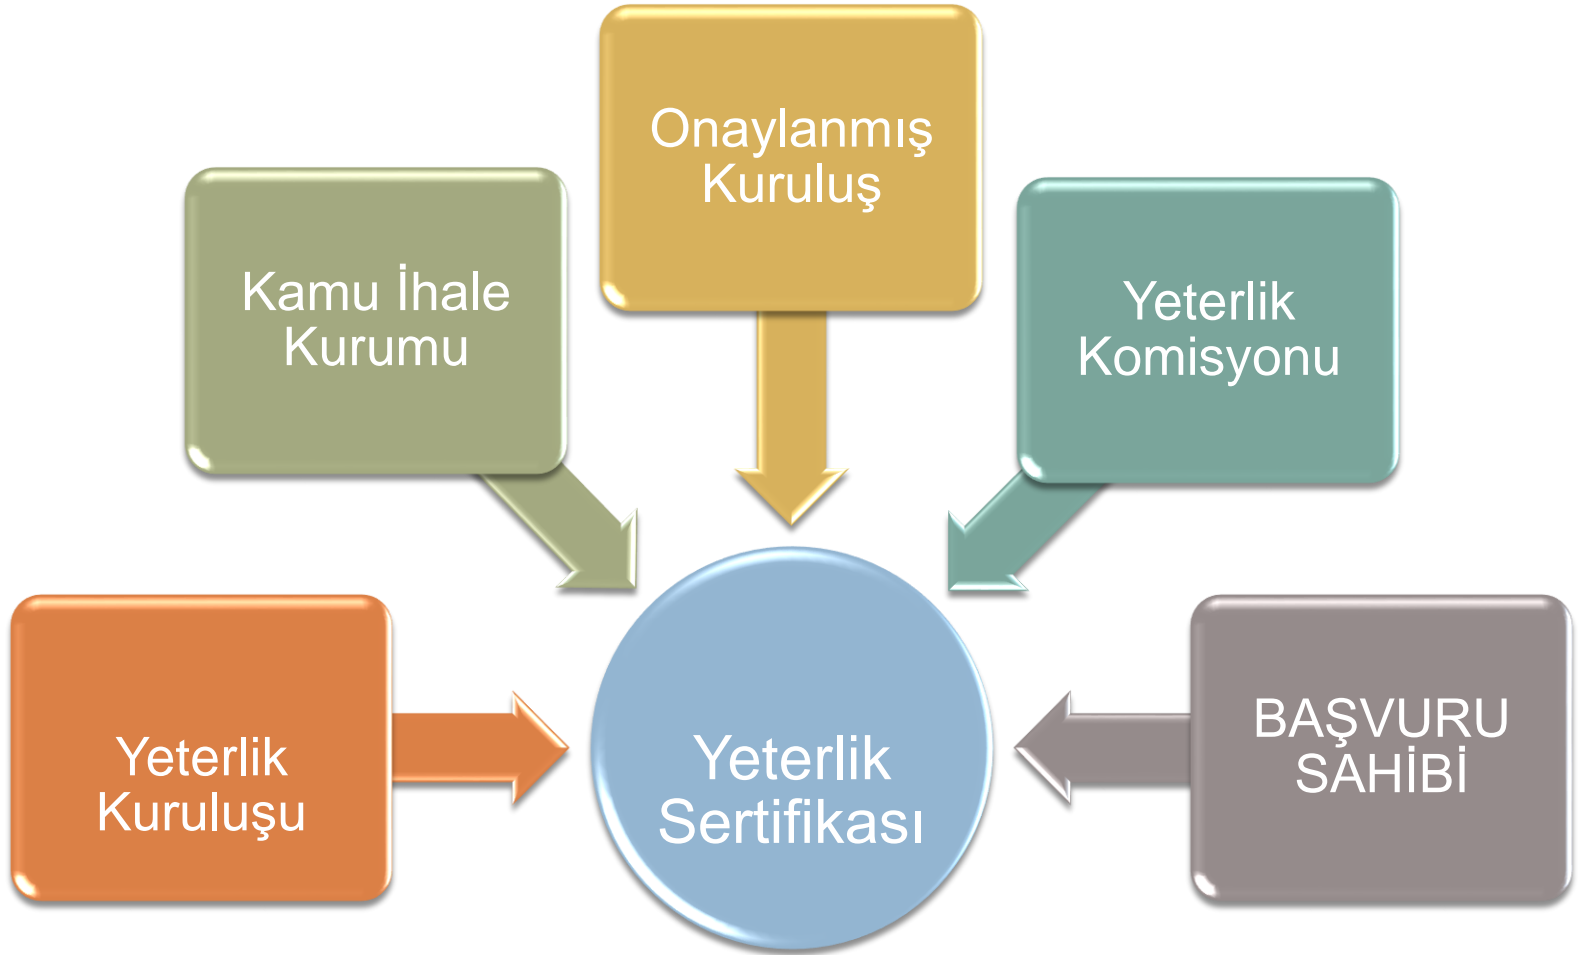 Onaylanmış
Kuruluş
Kamu İhale
Kurumu
Yeterlik
Komisyonu
Yeterlik
Kuruluşu
Yeterlik
Sertifikası
BAŞVURU
SAHİBİ